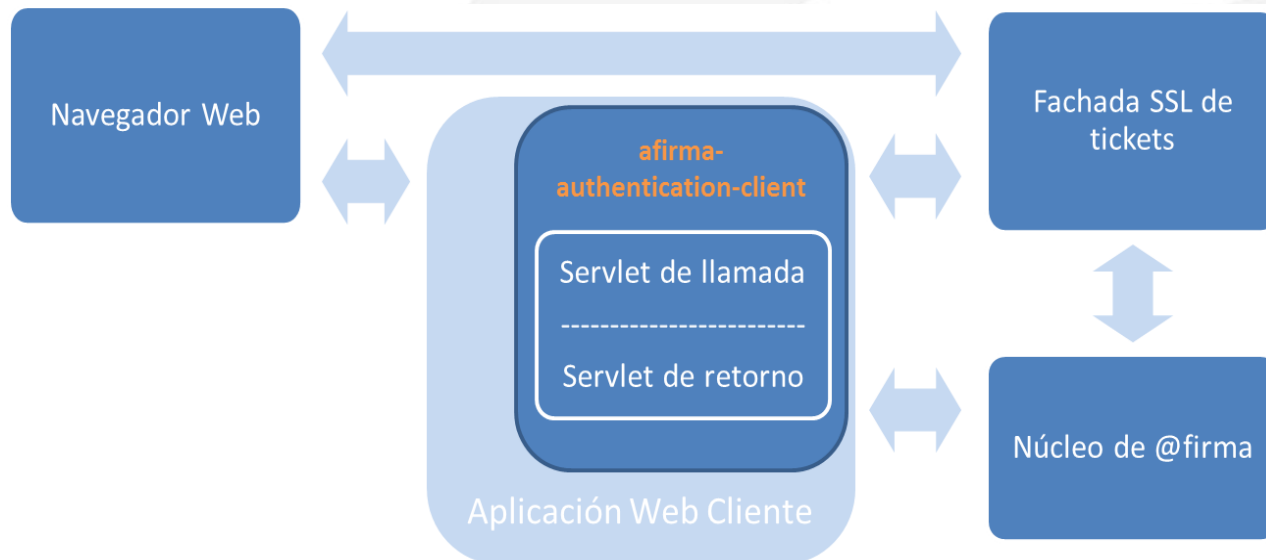 Navegador Web
Fachada SSL de
tickets
afirma-
authentication-client
Servlet de llamada
-------------------------
Servlet de retorno
Núcleo de @firma
Aplicación Web Cliente